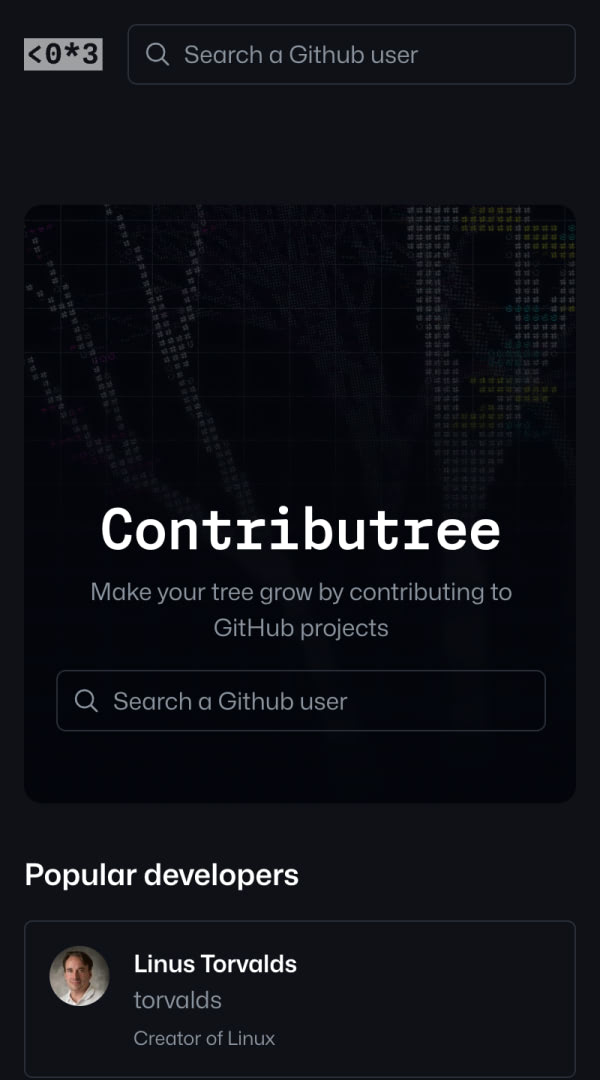 <0*3
Search a Github user
Contributree
Make your tree grow by contributing to
GitHub projects
Search a Github user
Popular developers
Linus Torvalds
torvalds
Creator of Linux